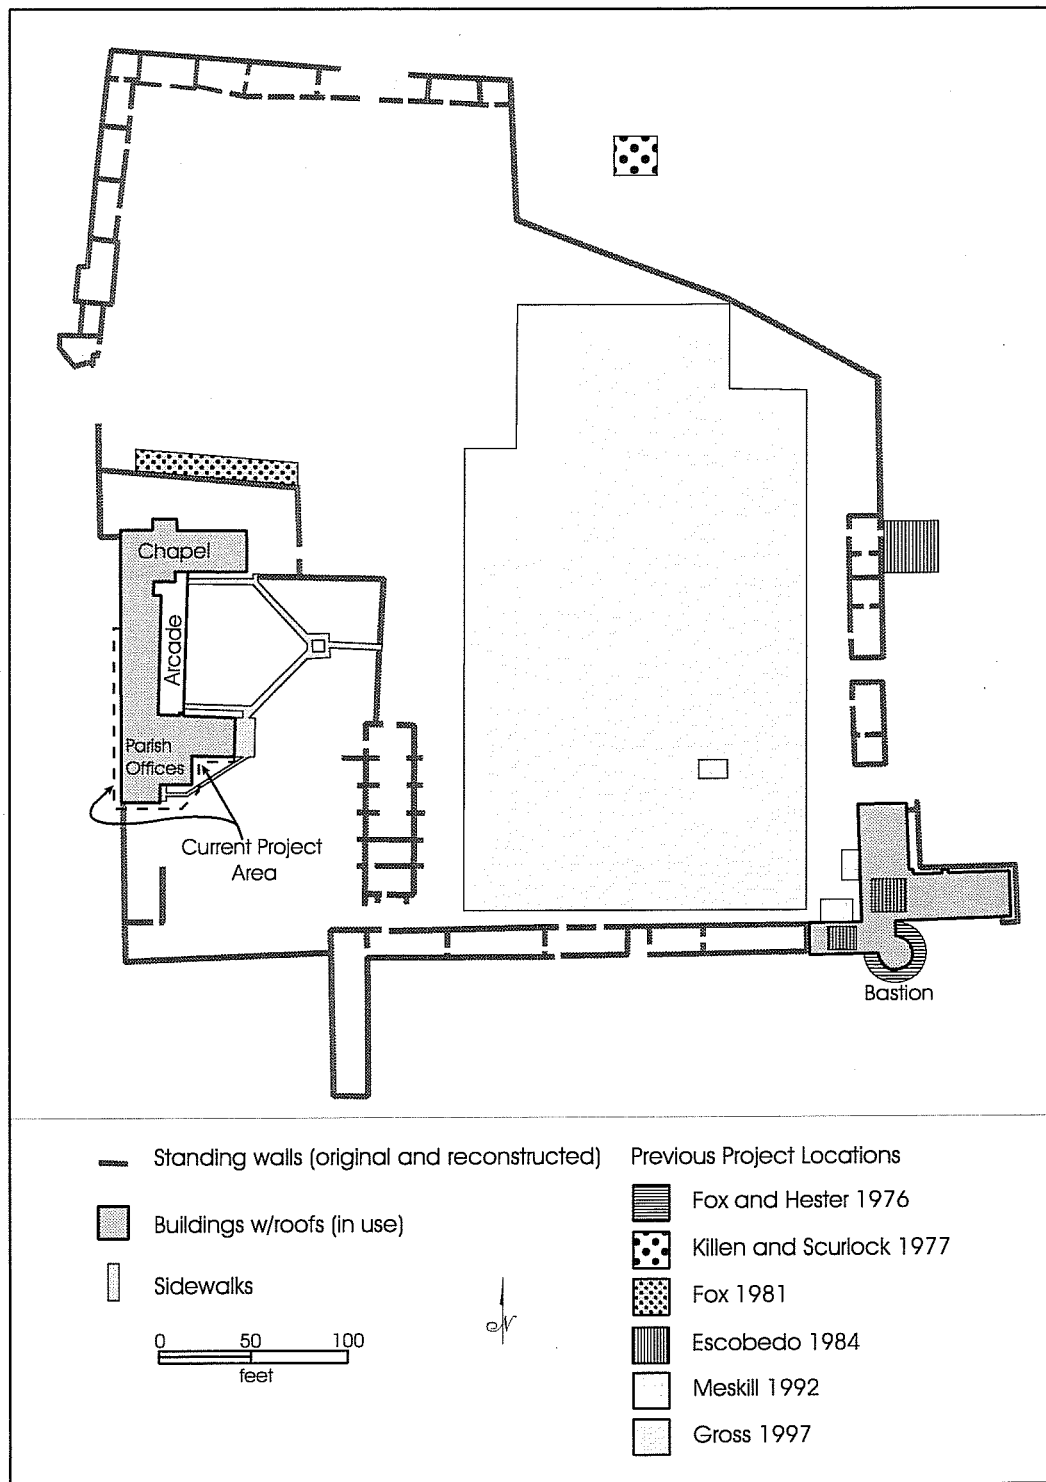 Chapel
Arcade
Parish
Offices
Current Project
Area
Bastion
Standing walls (original and reconstructed)
Buildings w/roofs (in use)
Sidewalks
0 50 100
feet
N
Previous Project Locations
Fox and Hester 1976
Killen and Scurlock 1977
Fox 1981
Escobedo 1984
Meskill 1992
Gross 1997